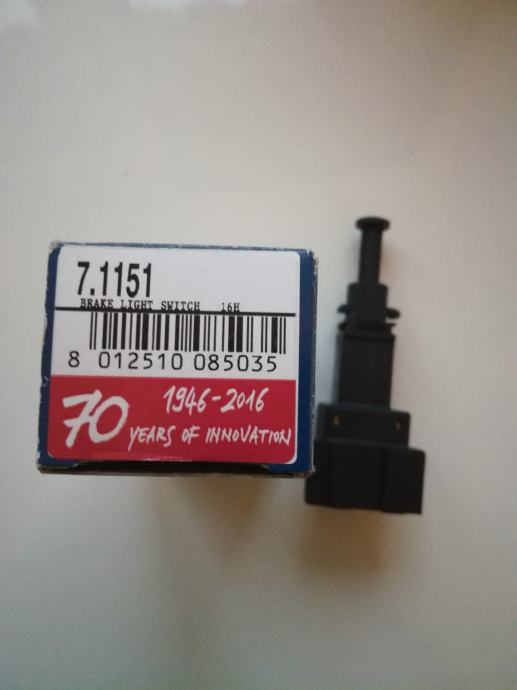 7.1151
BRAKE LIGHT SWITCH 16H
8 012510 085035
70 1946-2016
YEARS OF INNOVATION